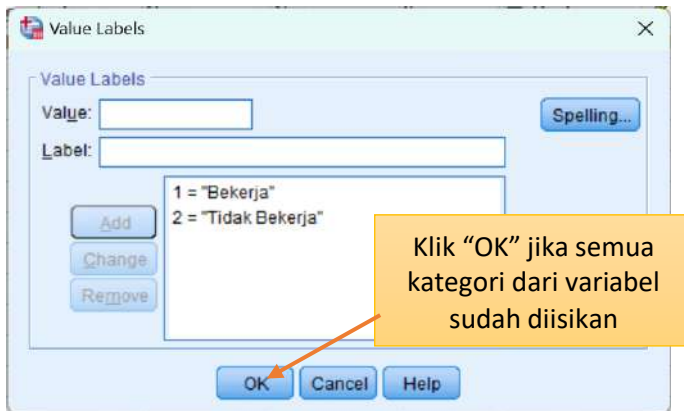 Value Labels
Value Labels
Value:
Spelling...
Label:
1 = "Bekerja"
2 = "Tidak Bekerja"
Add
Change
Remove
Klik “OK” jika semua
kategori dari variabel
sudah diisikan
OK
Cancel
Help